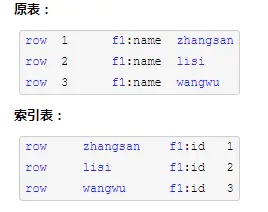 原表：
row 1 f1:name zhangsan
row 2 f1:name lisi
row 3 f1:name wangwu
索引表：
row zhangsan f1:id 1
row lisi f1:id 2
row wangwu f1:id 3